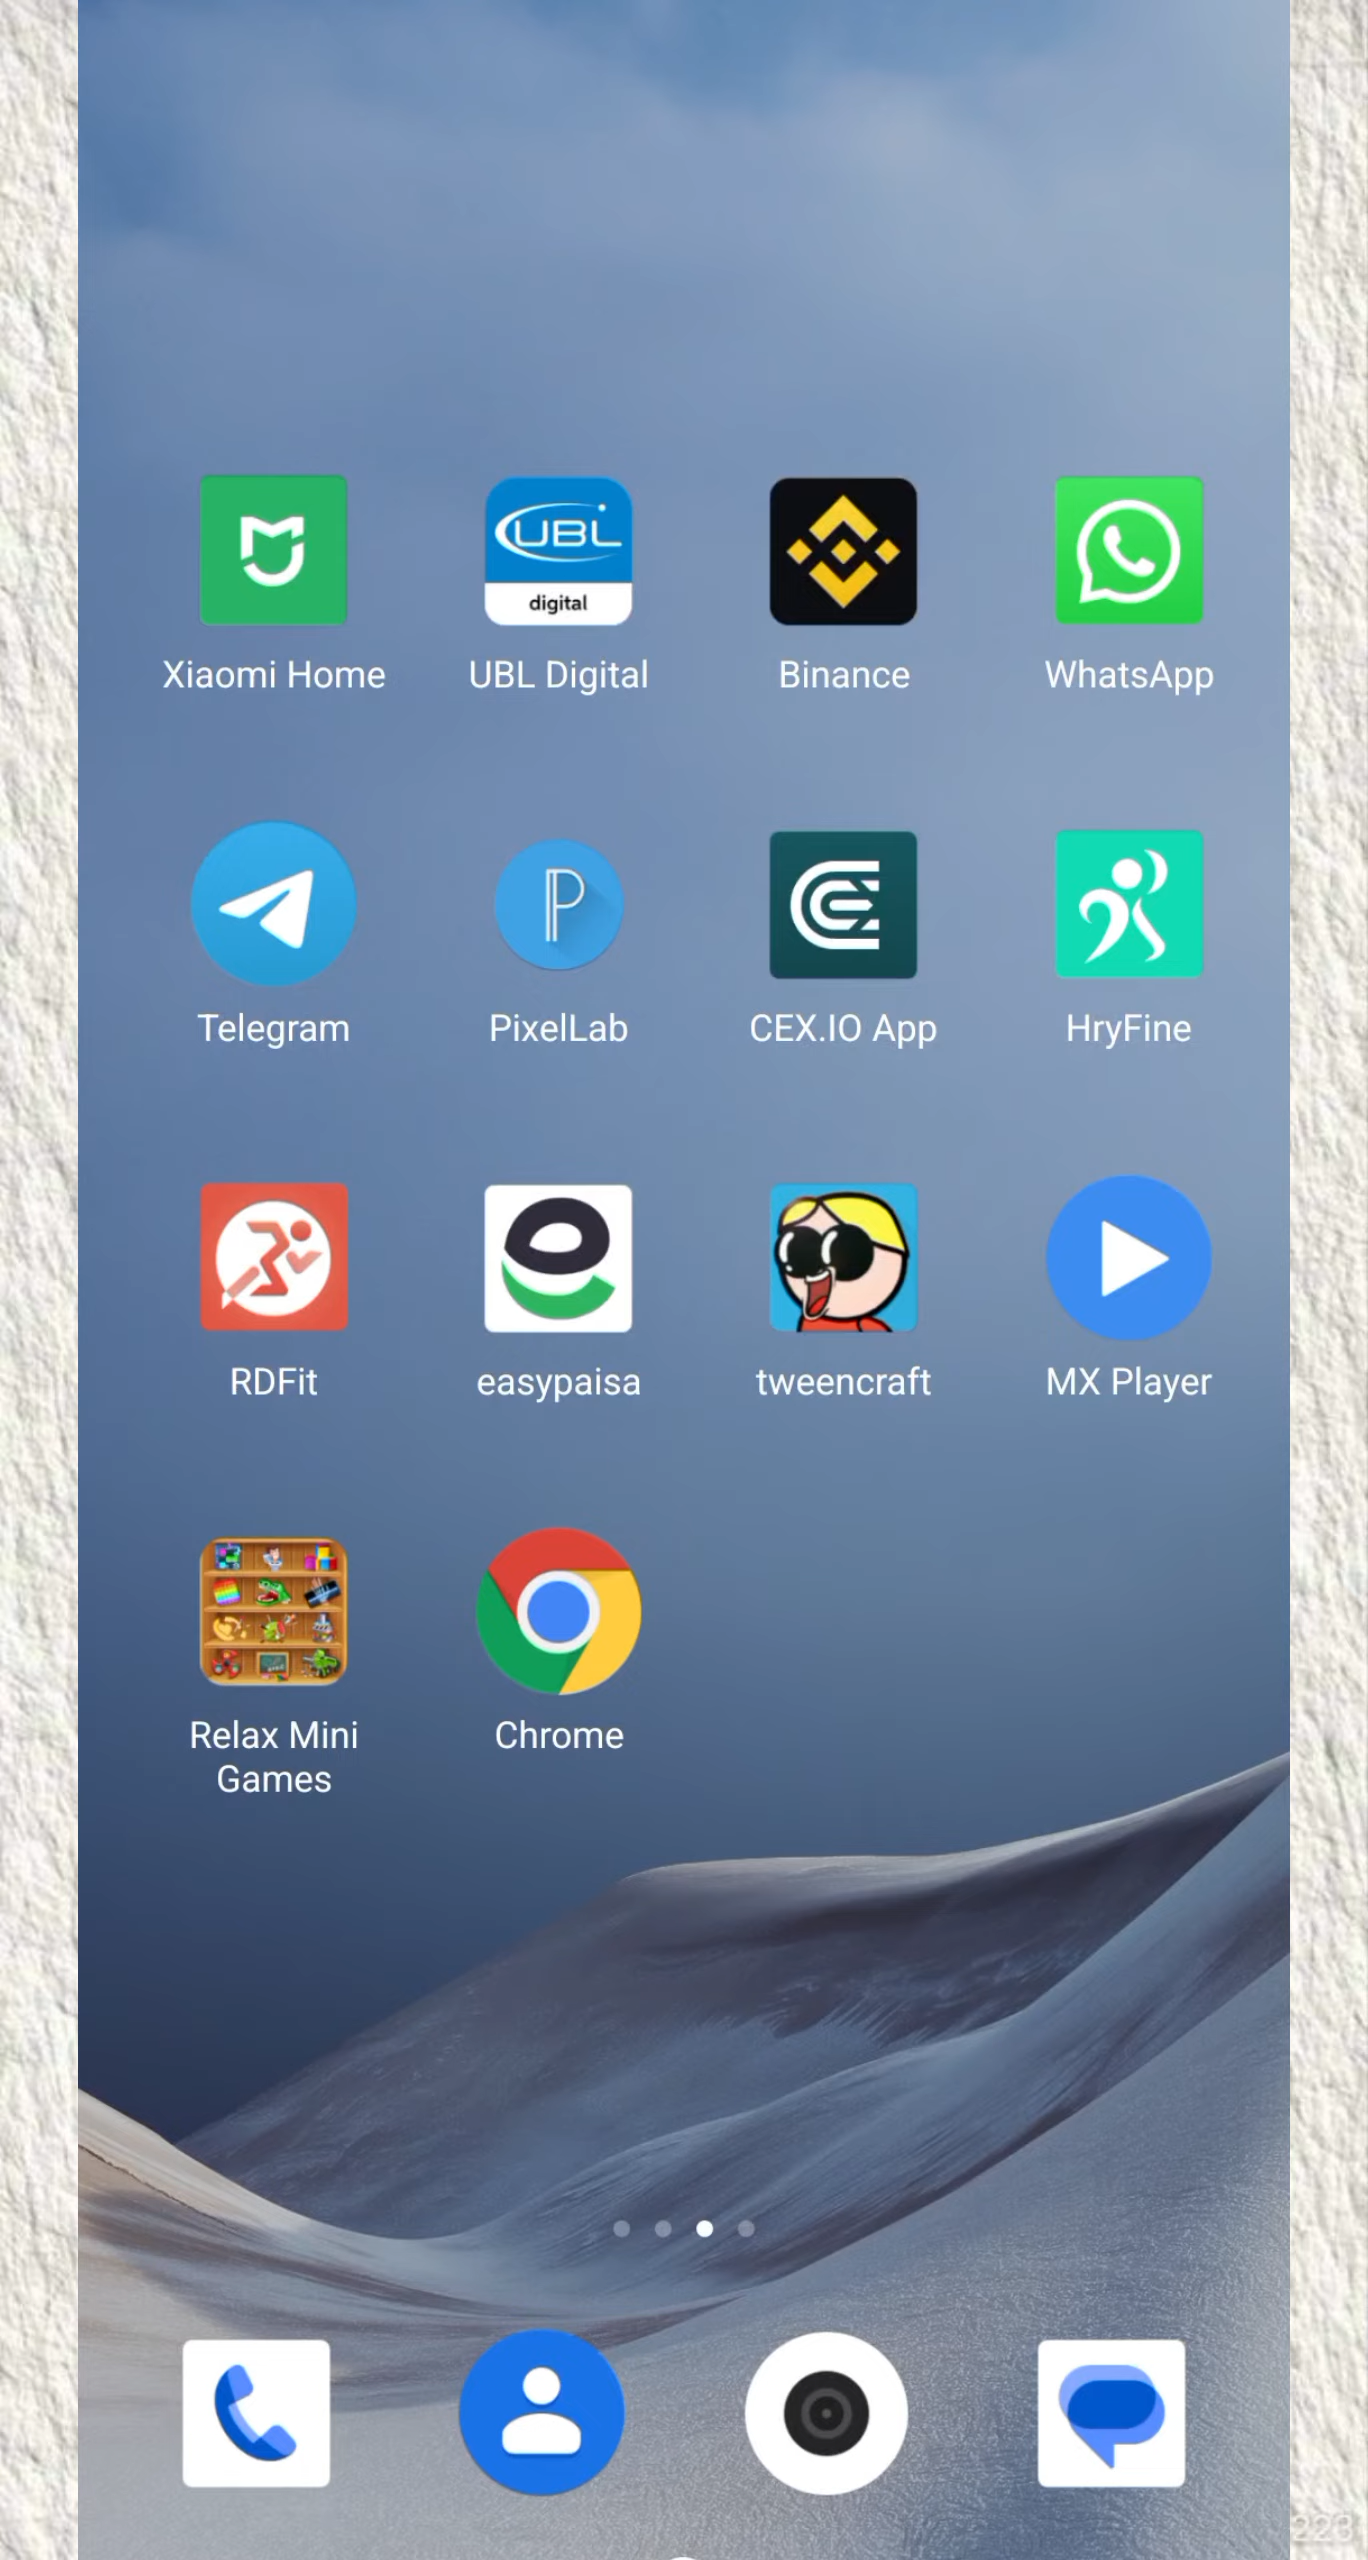 UBL
digital
Xiaomi Home
UBL Digital
Binance
WhatsApp
P
Telegram
PixelLab
CEX.IO App
HryFine
RDFit
easypaisa
tweencraft
MX Player
Relax Mini
Games
Chrome
223